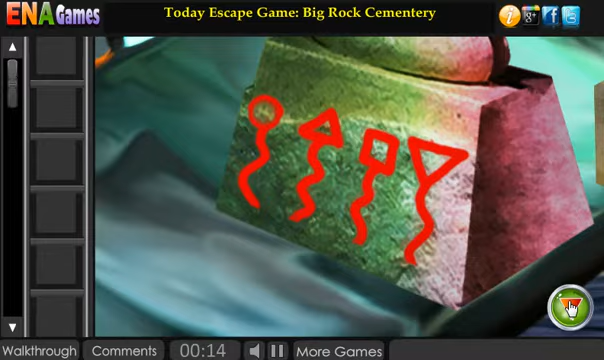 ENA Games
Today Escape Game: Big Rock Cementery
Walkthrough
Comments
00:14
More Games